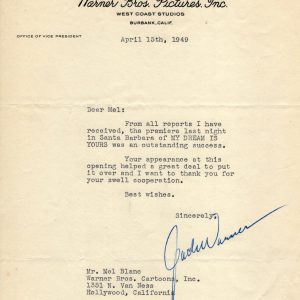 Warner Bros. Pictures, Inc.
WEST COAST STUDIOS
BURBANK, CALIF.
OFFICE OF VICE PRESIDENT
April 15th, 1949
Dear Mel:
From all reports I have
received, the premiere last night
in Santa Barbara of MY DREAM IS
YOURS was an outstanding success.
Your appearance at this
opening helped a great deal to put it
over and I want to thank you for
your swell cooperation.
Best wishes.
Sincerely,
Jack Warner
Mr. Mel Blanc
Warner Bros. Cartoons, Inc.
1351 N. Van Ness
Hollywood, California